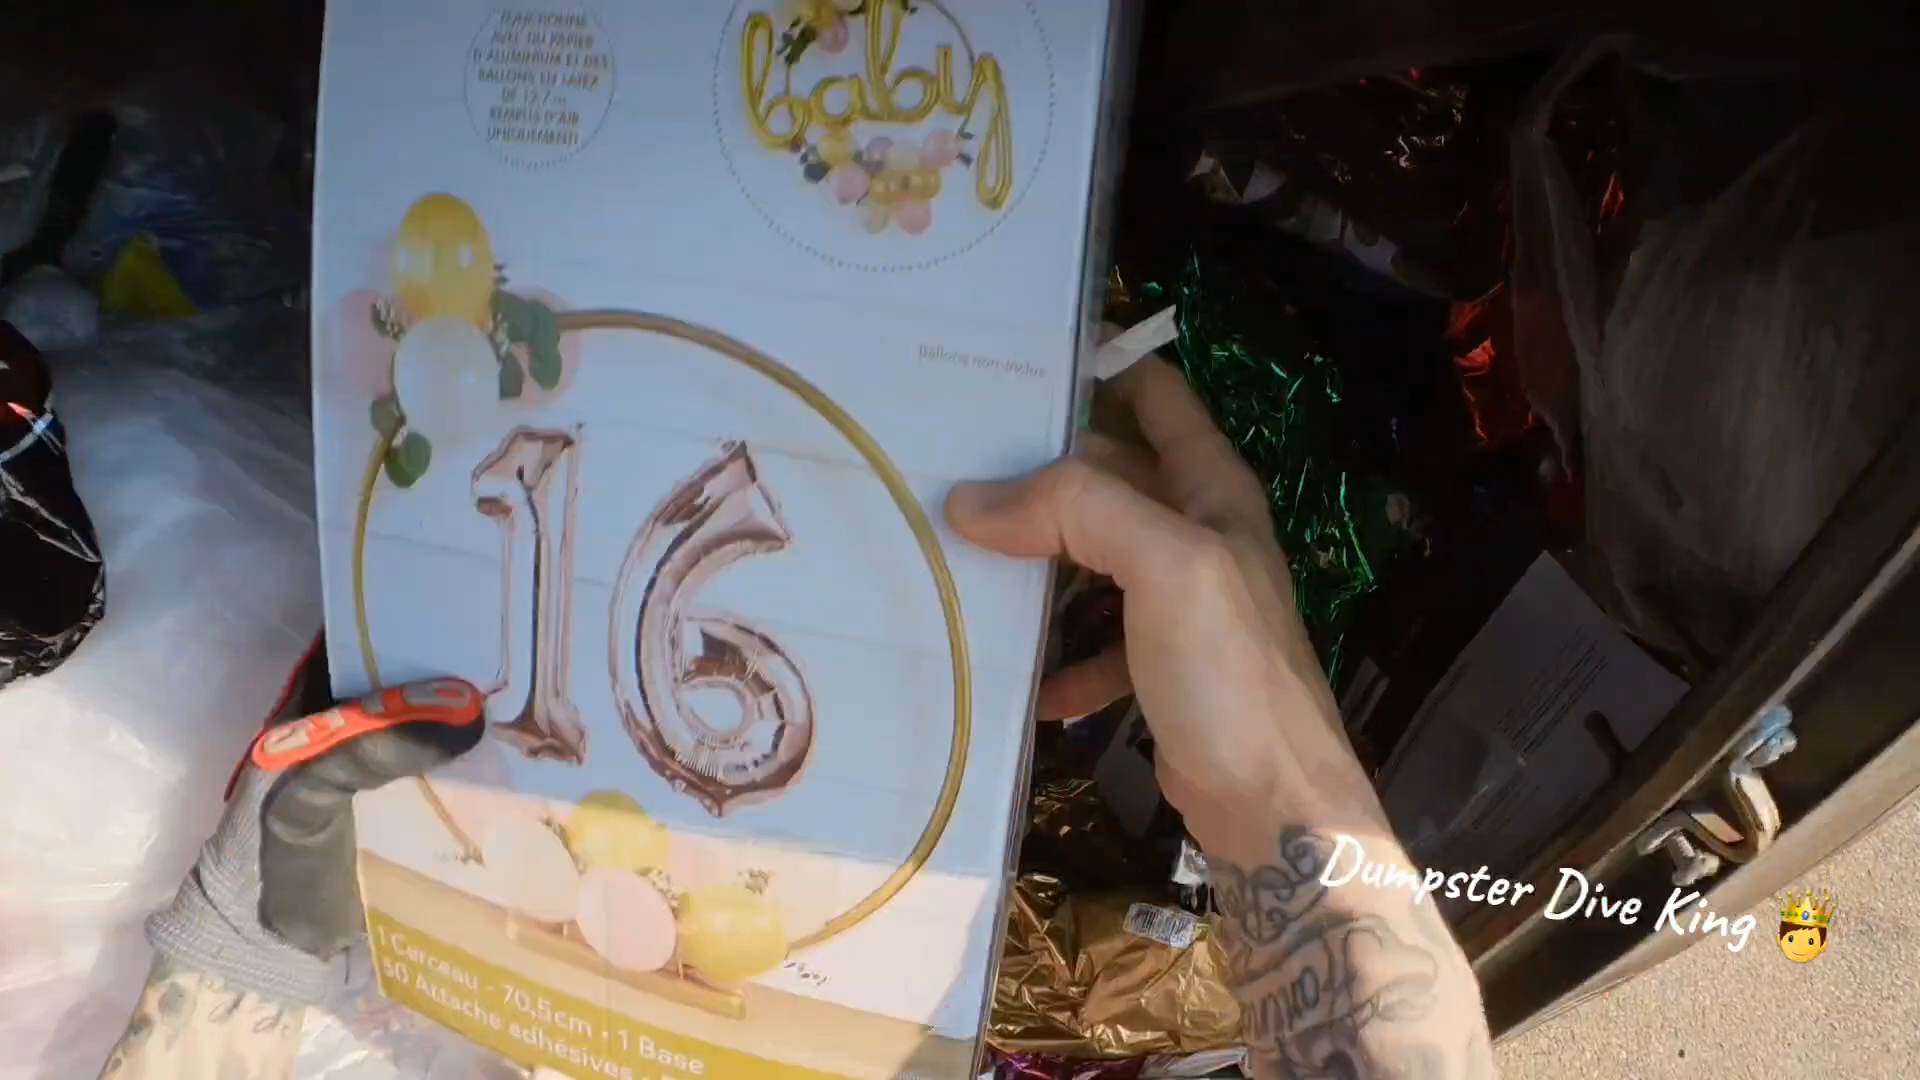 FONCTIONNE
AVEC DU PAPIER
D'ALUMINIUM ET DES
BALLONS EN LATEX
DE 12,7 cm
REMPLIS D'AIR
UNIQUEMENT!
baby
Ballons non-inclus
16
1 Cerceau - 70,5cm • 1 Base
50 Attache adhésives •
Dumpster Dive King